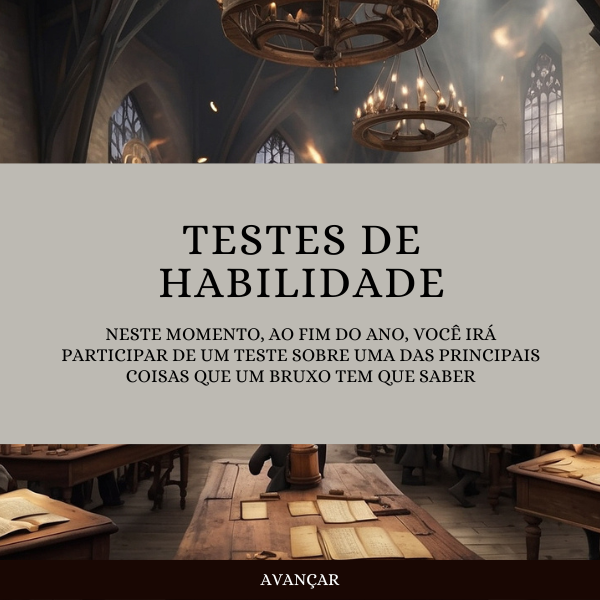 TESTES DE
HABILIDADE
NESTE MOMENTO, AO FIM DO ANO, VOCÊ IRÁ
PARTICIPAR DE UM TESTE SOBRE UMA DAS PRINCIPAIS
COISAS QUE UM BRUXO TEM QUE SABER
AVANÇAR